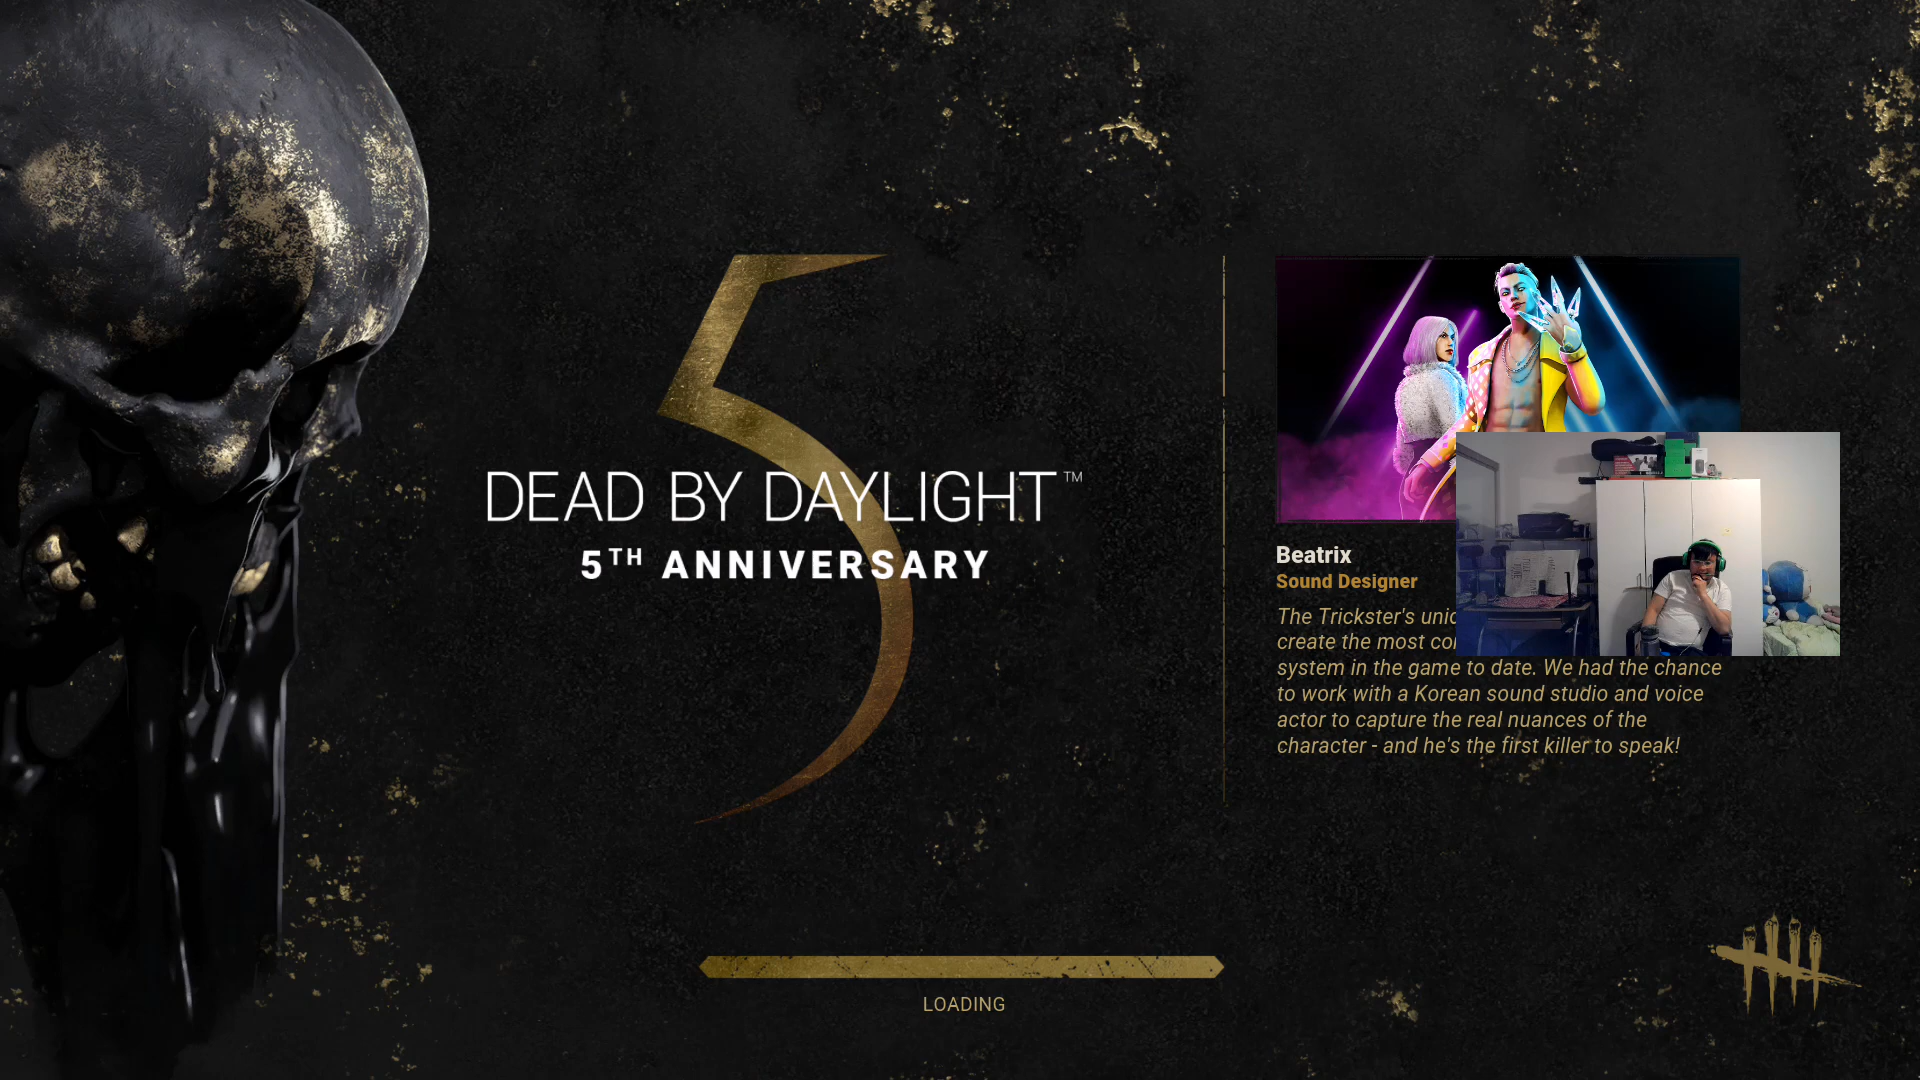 DEAD BY DAYLIGHT™
5TH ANNIVERSARY
Beatrix
Sound Designer
The Trickster's
create the most
system in the game to date. We had the chance
to work with a Korean sound studio and voice
actor to capture the real nuances of the
character - and he's the first killer to speak!
LOADING